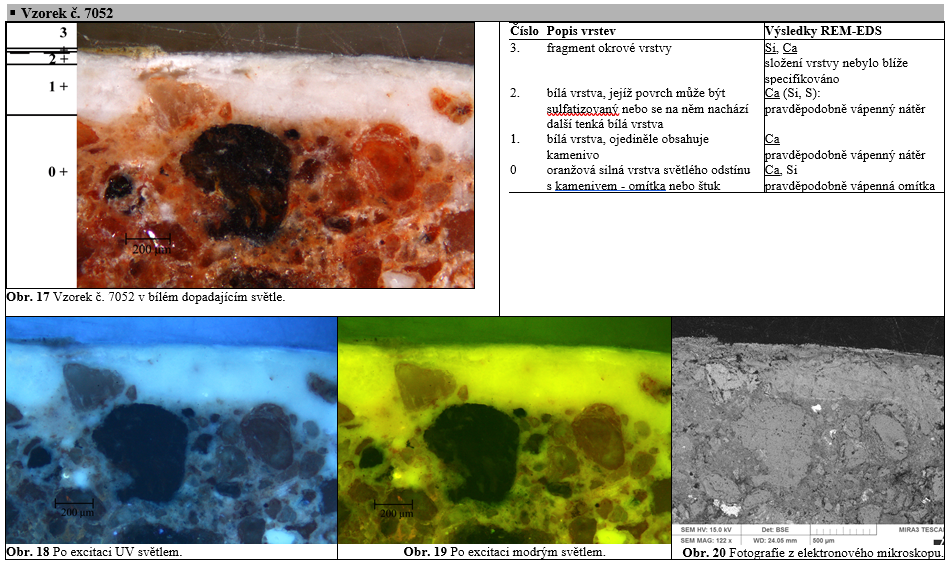 ▪ Vzorek č. 7052
3
+
2 +
1 +
0 +
200 µm
Obr. 17 Vzorek č. 7052 v bílém dopadajícím světle.
Číslo Popis vrstev Výsledky REM-EDS
3. fragment okrové vrstvy Si, Ca
složení vrstvy nebylo blíže
specifikováno
2. bílá vrstva, jejíž povrch může být Ca (Si, S):
sulfatizovaný nebo se na něm nachází pravděpodobně vápenný nátěr
další tenká bílá vrstva
1. bílá vrstva, ojediněle obsahuje Ca
kamenivo pravděpodobně vápenný nátěr
0 oranžová silná vrstva světlého odstínu Ca, Si
s kamenivem - omítka nebo štuk pravděpodobně vápenná omítka
200 µm
Obr. 18 Po excitaci UV světlem.
200 µm
Obr. 19 Po excitaci modrým světlem.
SEM HV: 15.0 kV Det: BSE MIRA3 TESCA
SEM MAG: 122 x WD: 24.05 mm 500 µm
Obr. 20 Fotografie z elektronového mikroskopu.